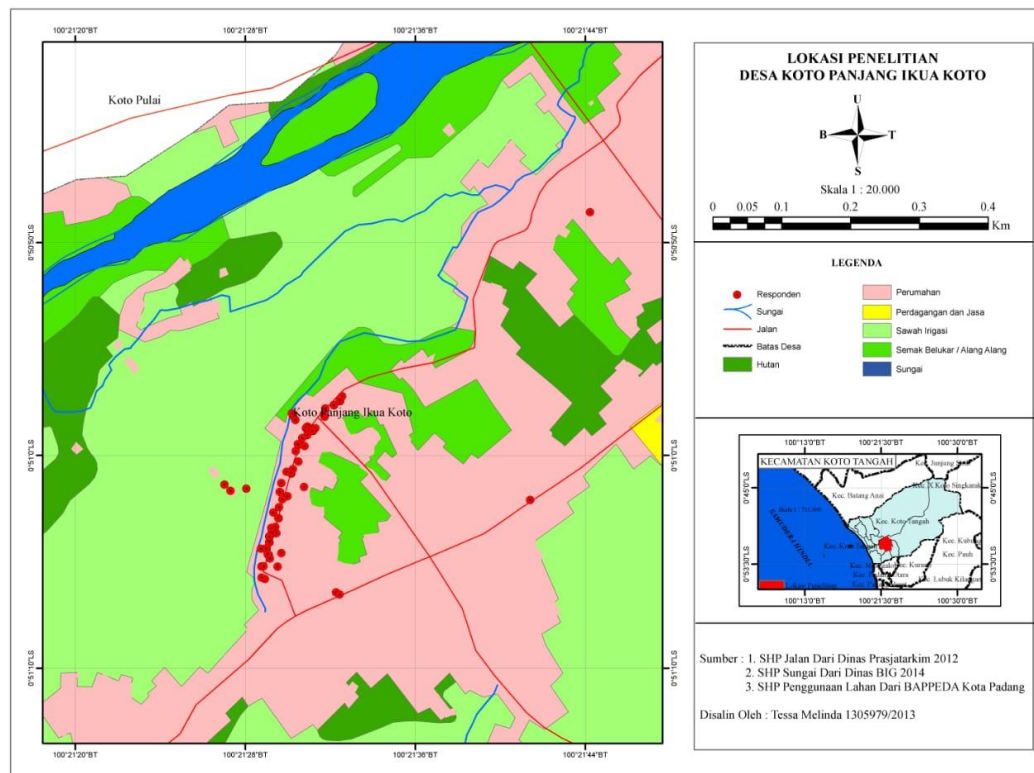 100°21'20"BT
100°21'28"BT
100°21'36"BT
100°21'44"BT
Koto Pulai
0°50'50"LS
0°50'50"LS
Koto Panjang Ikua Koto
0°51'0"LS
0°51'0"LS
0°51'10"LS
0°51'10"LS
100°21'20"BT
100°21'28"BT
100°21'36"BT
100°21'44"BT
LOKASI PENELITIAN
DESA KOTO PANJANG IKUA KOTO
U
B
T
S
Skala 1 : 20.000
0 0.05 0.1 0.2 0.3 0.4
Km
LEGENDA
Responden
Sungai
Jalan
Batas Desa
Hutan
Perumahan
Perdagangan dan Jasa
Sawah Irigasi
Semak Belukar / Alang Alang
Sungai
100°13'0"BT
100°21'30"BT
100°30'0"BT
KECAMATAN KOTO TANGAH
Kec. Batang Anai
Kec. X Koto Singkarak
Kec. Koto Tangah
SAMUDERA HINDIA
Kec. Pauh
Kec. Lubuk Kilangan
0°45'0"LS
0°45'0"LS
0°53'30"LS
0°53'30"LS
100°13'0"BT
100°21'30"BT
100°30'0"BT
Sumber : 1. SHP Jalan Dari Dinas Prasjatarkim 2012
2. SHP Sungai Dari Dinas BIG 2014
3. SHP Penggunaan Lahan Dari BAPPEDA Kota Padang
Disalin Oleh : Tessa Melinda 1305979/2013